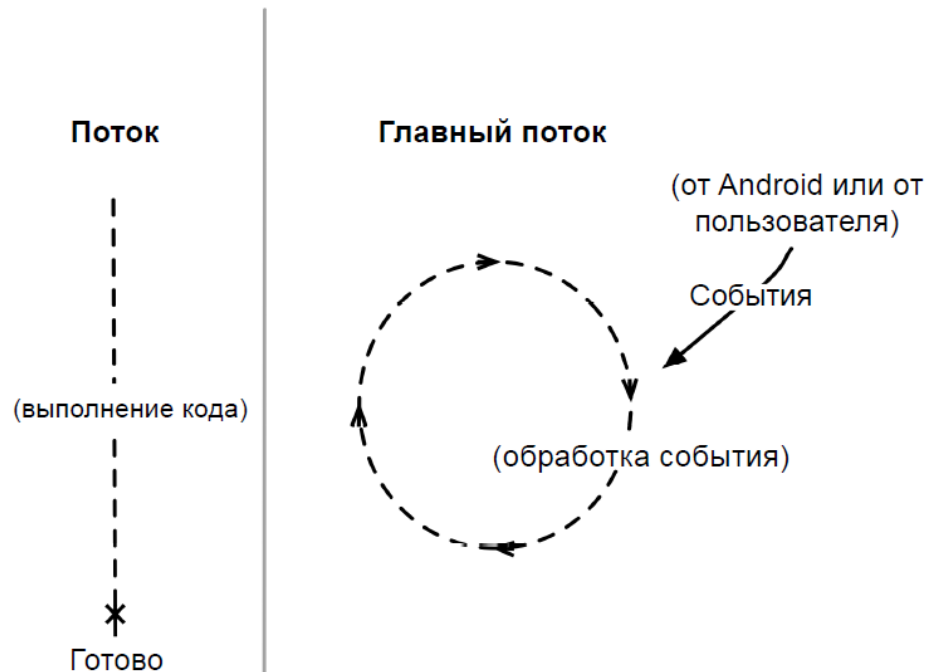 Поток
(выполнение кода)
Готово
Главный поток
(от Android или от
пользователя)
События
(обработка события)